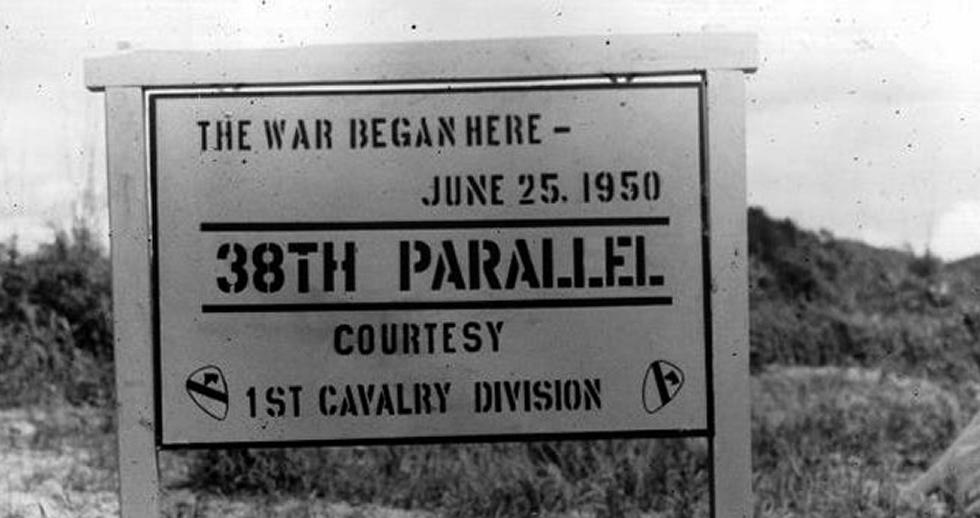 THE WAR BEGAN HERE –
JUNE 25. 1950
38TH PARALLEL
COURTESY
1ST CAVALRY DIVISION